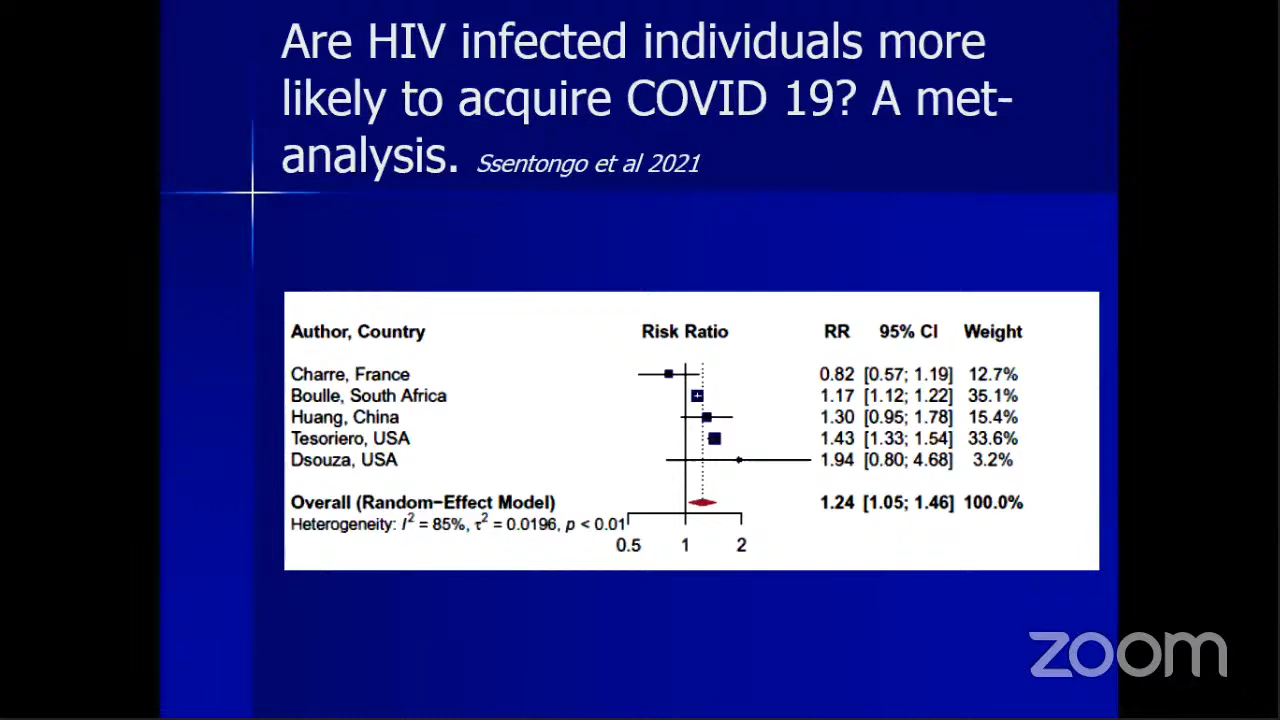 Are HIV infected individuals more
likely to acquire COVID 19? A met-
analysis. Ssentongo et al 2021
Author, Country Risk Ratio RR 95% CI Weight
Charre, France 0.82 [0.57; 1.19] 12.7%
Boulle, South Africa 1.17 [1.12; 1.22] 35.1%
Huang, China 1.30 [0.95; 1.78] 15.4%
Tesoriero, USA 1.43 [1.33; 1.54] 33.6%
Dsouza, USA 1.94 [0.80; 4.68] 3.2%
Overall (Random−Effect Model) 1.24 [1.05; 1.46] 100.0%
Heterogeneity: I² = 85%, τ² = 0.0196, p < 0.01
0.5 1 2
zoom